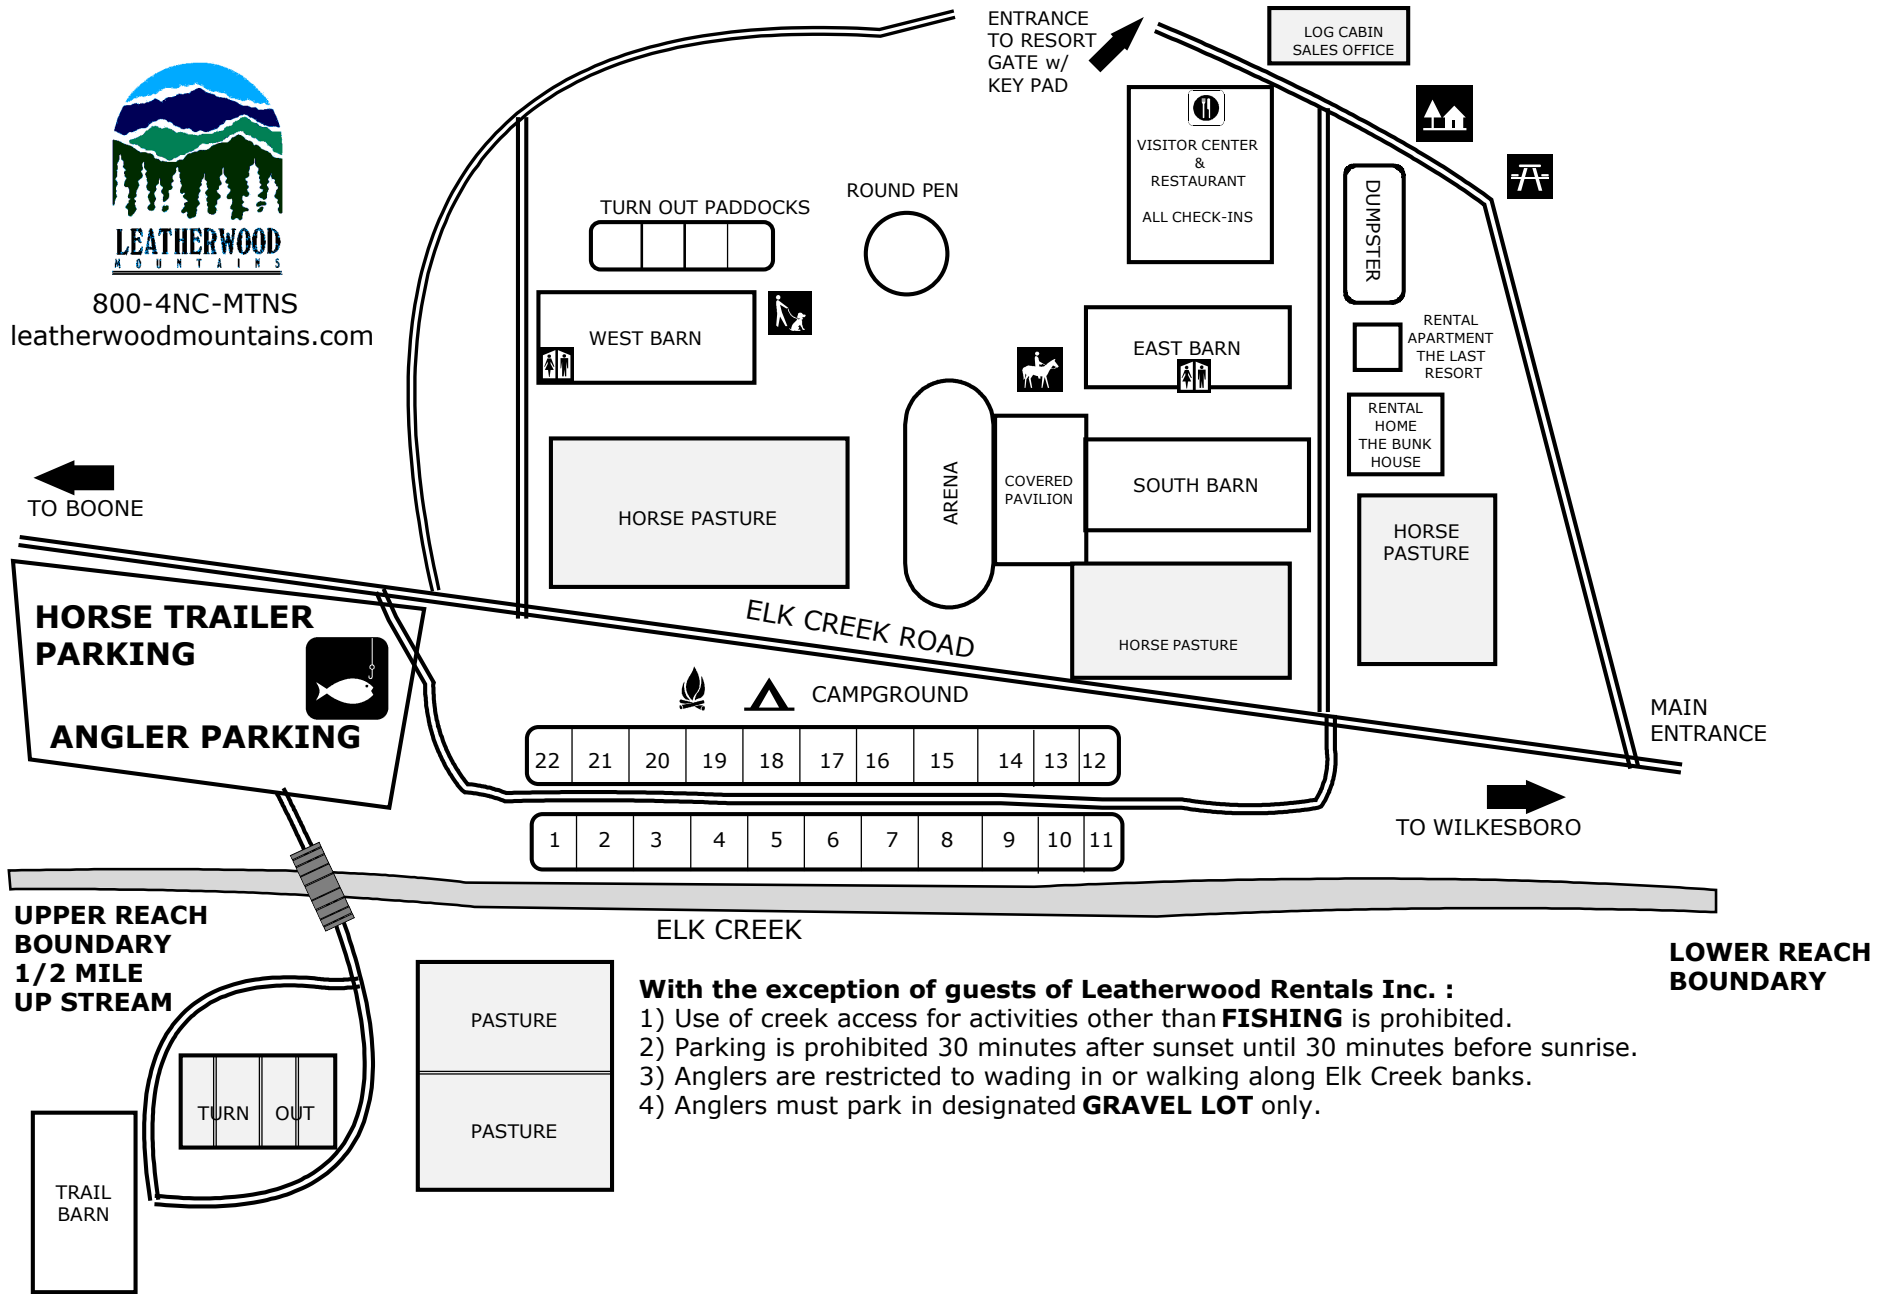 ENTRANCE
TO RESORT
GATE w/
KEY PAD
LOG CABIN
SALES OFFICE
LEATHERWOOD
MOUNTAINS
800-4NC-MTNS
leatherwoodmountains.com
VISITOR CENTER
&
RESTAURANT
ALL CHECK-INS
DUMPSTER
TURN OUT PADDOCKS
ROUND PEN
WEST BARN
EAST BARN
RENTAL
APARTMENT
THE LAST
RESORT
RENTAL
HOME
THE BUNK
HOUSE
TO BOONE
HORSE PASTURE
ARENA
COVERED
PAVILION
SOUTH BARN
HORSE
PASTURE
HORSE PASTURE
ELK CREEK ROAD
HORSE TRAILER
PARKING
ANGLER PARKING
CAMPGROUND
MAIN
ENTRANCE
22 21 20 19 18 17 16 15 14 13 12
TO WILKESBORO
1 2 3 4 5 6 7 8 9 10 11
ELK CREEK
UPPER REACH
BOUNDARY
1/2 MILE
UP STREAM
LOWER REACH
BOUNDARY
PASTURE
PASTURE
TURN OUT
TRAIL
BARN
With the exception of guests of Leatherwood Rentals Inc. :
1) Use of creek access for activities other than FISHING is prohibited.
2) Parking is prohibited 30 minutes after sunset until 30 minutes before sunrise.
3) Anglers are restricted to wading in or walking along Elk Creek banks.
4) Anglers must park in designated GRAVEL LOT only.